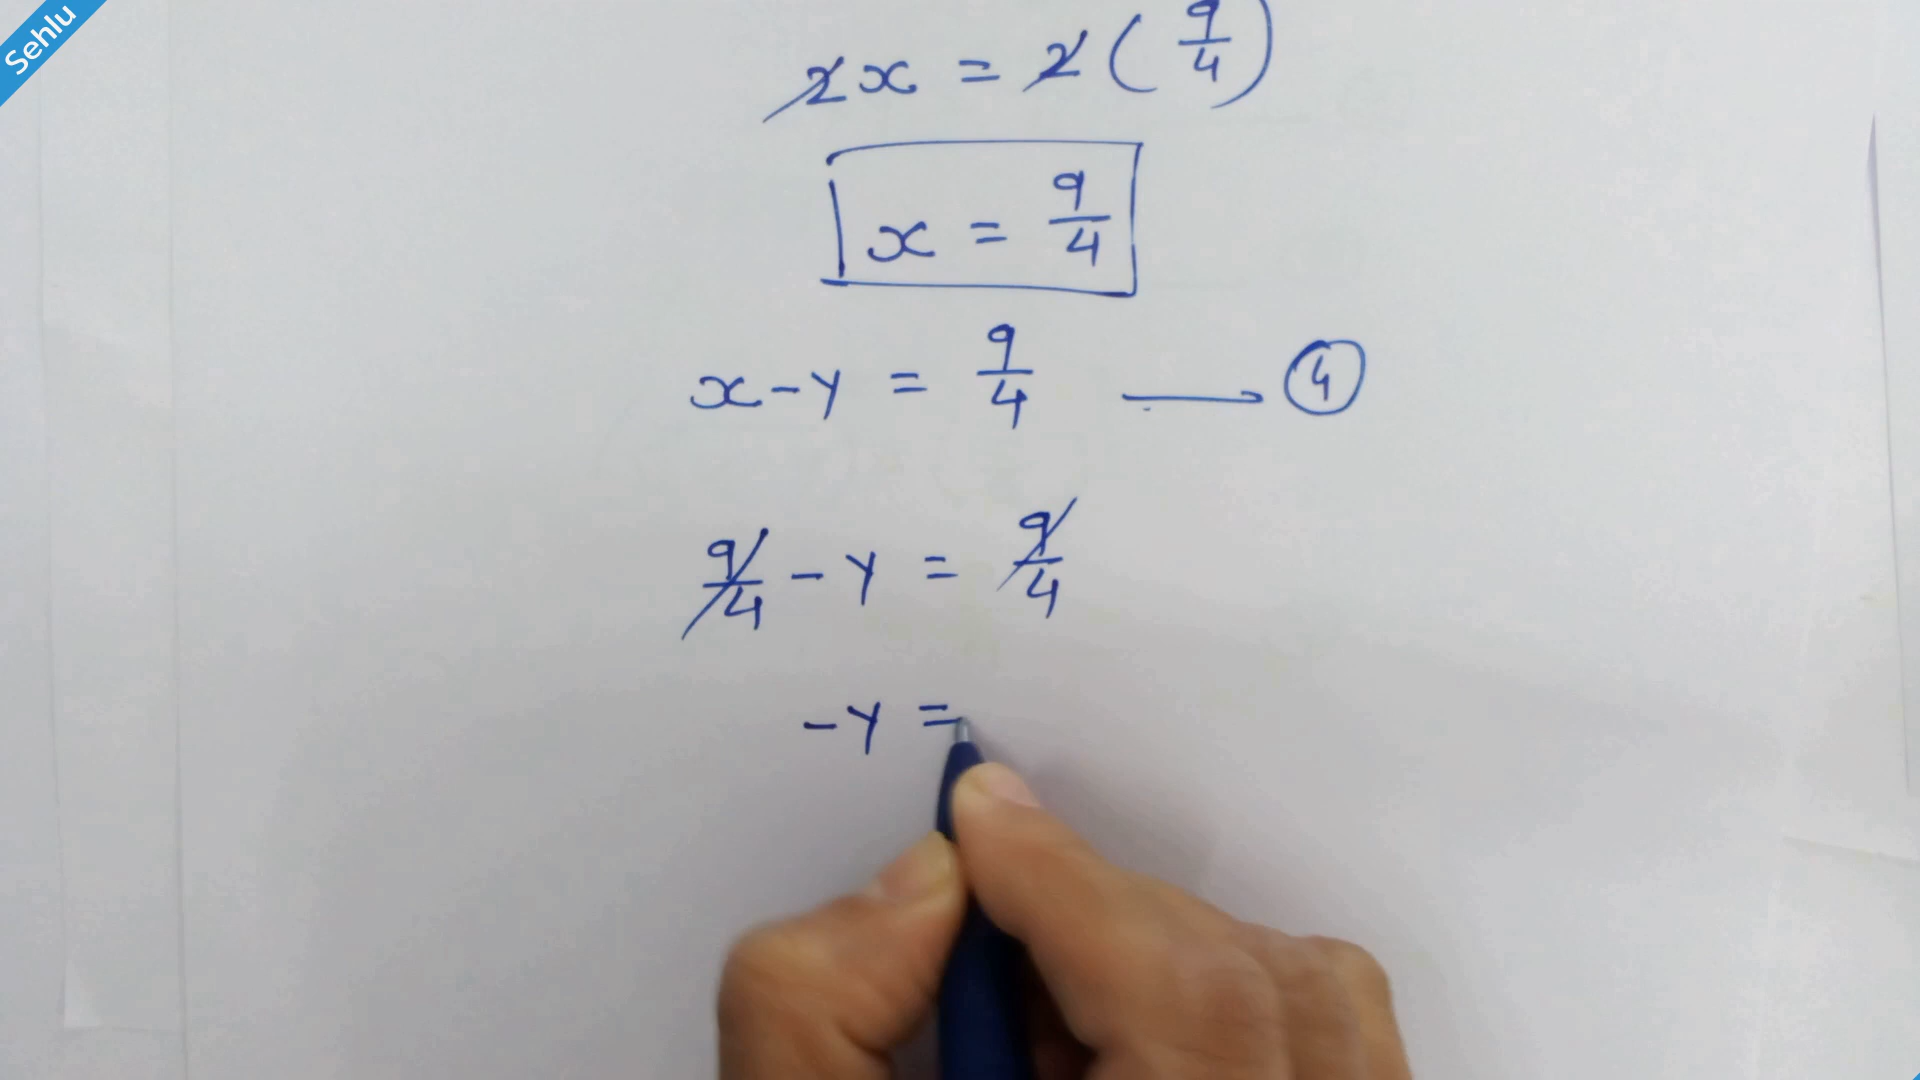 Sehlu
2x = 2(9/4)
x = 9/4
x - y = 9/4 ④
9/4 - y = 9/4
-y =